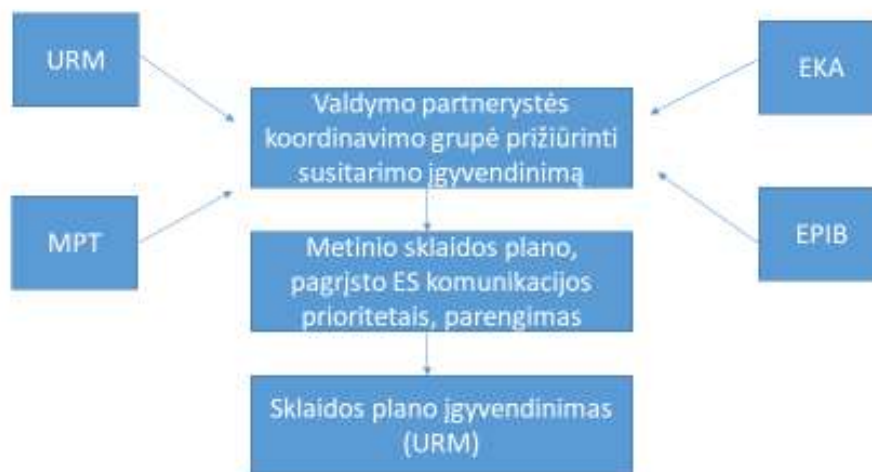 URM
EKA
Valdymo partnerystės
koordinavimo grupė prižiūrinti
susitarimo įgyvendinimą
MPT
EPIB
Metinio sklaidos plano,
pagrįsto ES komunikacijos
prioritetais, parengimas
Sklaidos plano įgyvendinimas
(URM)